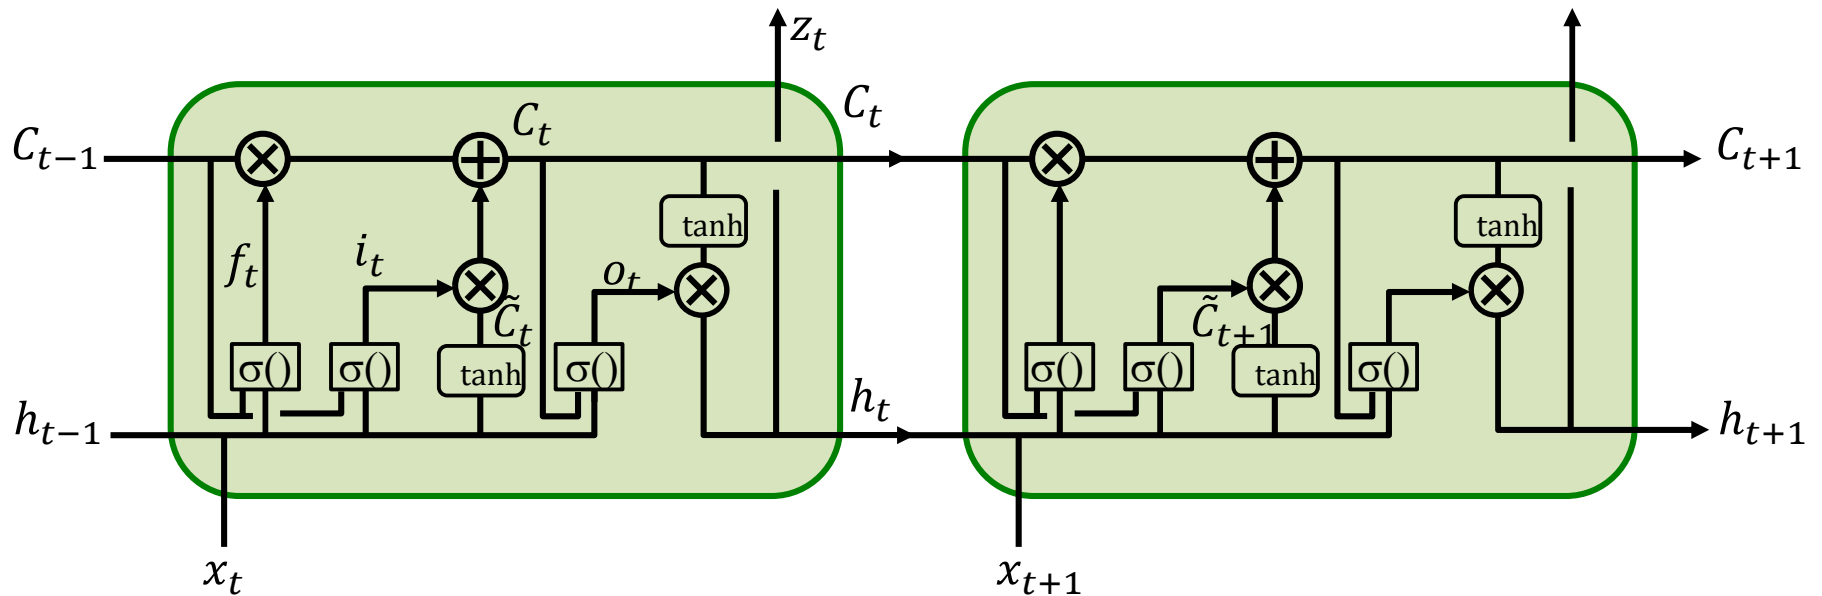 z_t
C_{t−1}
C_t
C_t
C_{t+1}
tanh
tanh
f_t
i_t
o_t
C̃_t
C̃_{t+1}
σ()
σ()
tanh
σ()
σ()
σ()
tanh
σ()
h_{t−1}
h_t
h_{t+1}
x_t
x_{t+1}